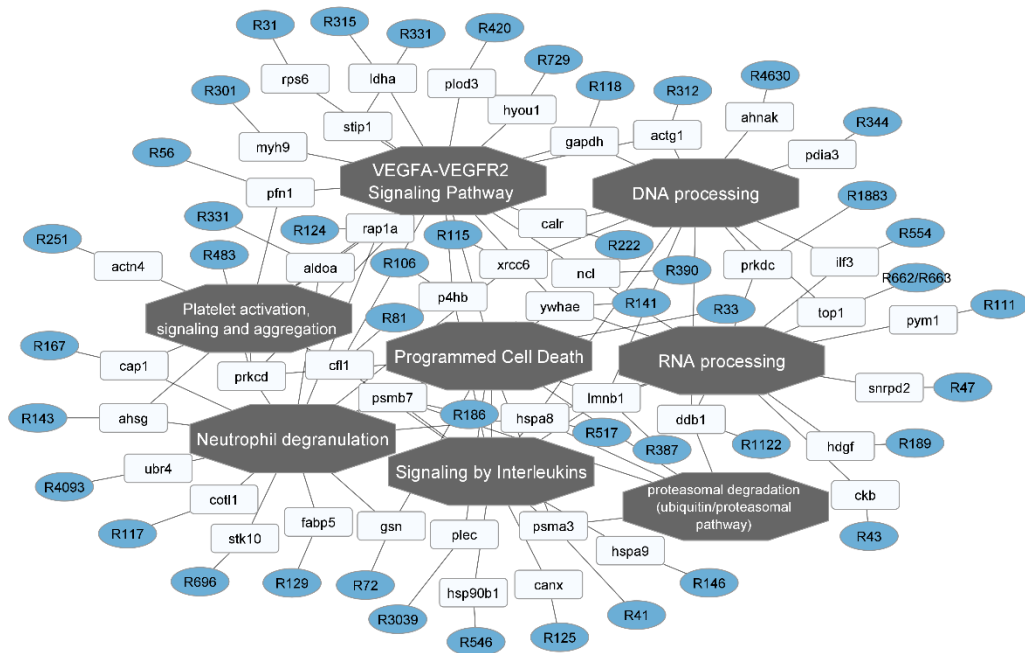 R31
R315
R331
R420
R729
R118
R312
R4630
R344
R301
rps6
ldha
plod3
hyou1
ahnak
stip1
gapdh
actg1
pdia3
myh9
R56
pfn1
VEGFA-VEGFR2
Signaling Pathway
DNA processing
R1883
R331
R124
rap1a
R115
calr
R222
R554
R251
R483
actn4
aldoa
R106
xrcc6
ncl
R390
prkdc
ilf3
R662/R663
p4hb
ywhae
R141
R33
top1
R111
Platelet activation,
signaling and aggregation
R81
pym1
R167
cap1
prkcd
cfl1
Programmed Cell Death
RNA processing
snrpd2
R47
psmb7
lmnb1
R143
ahsg
R186
hspa8
ddb1
Neutrophil degranulation
R517
R387
R1122
hdgf
R189
ubr4
R4093
Signaling by Interleukins
proteasomal degradation
(ubiquitin/proteasomal
pathway)
ckb
cotl1
fabp5
gsn
plec
psma3
R117
stk10
hspa9
R43
R696
R129
R72
hsp90b1
canx
R146
R3039
R41
R546
R125